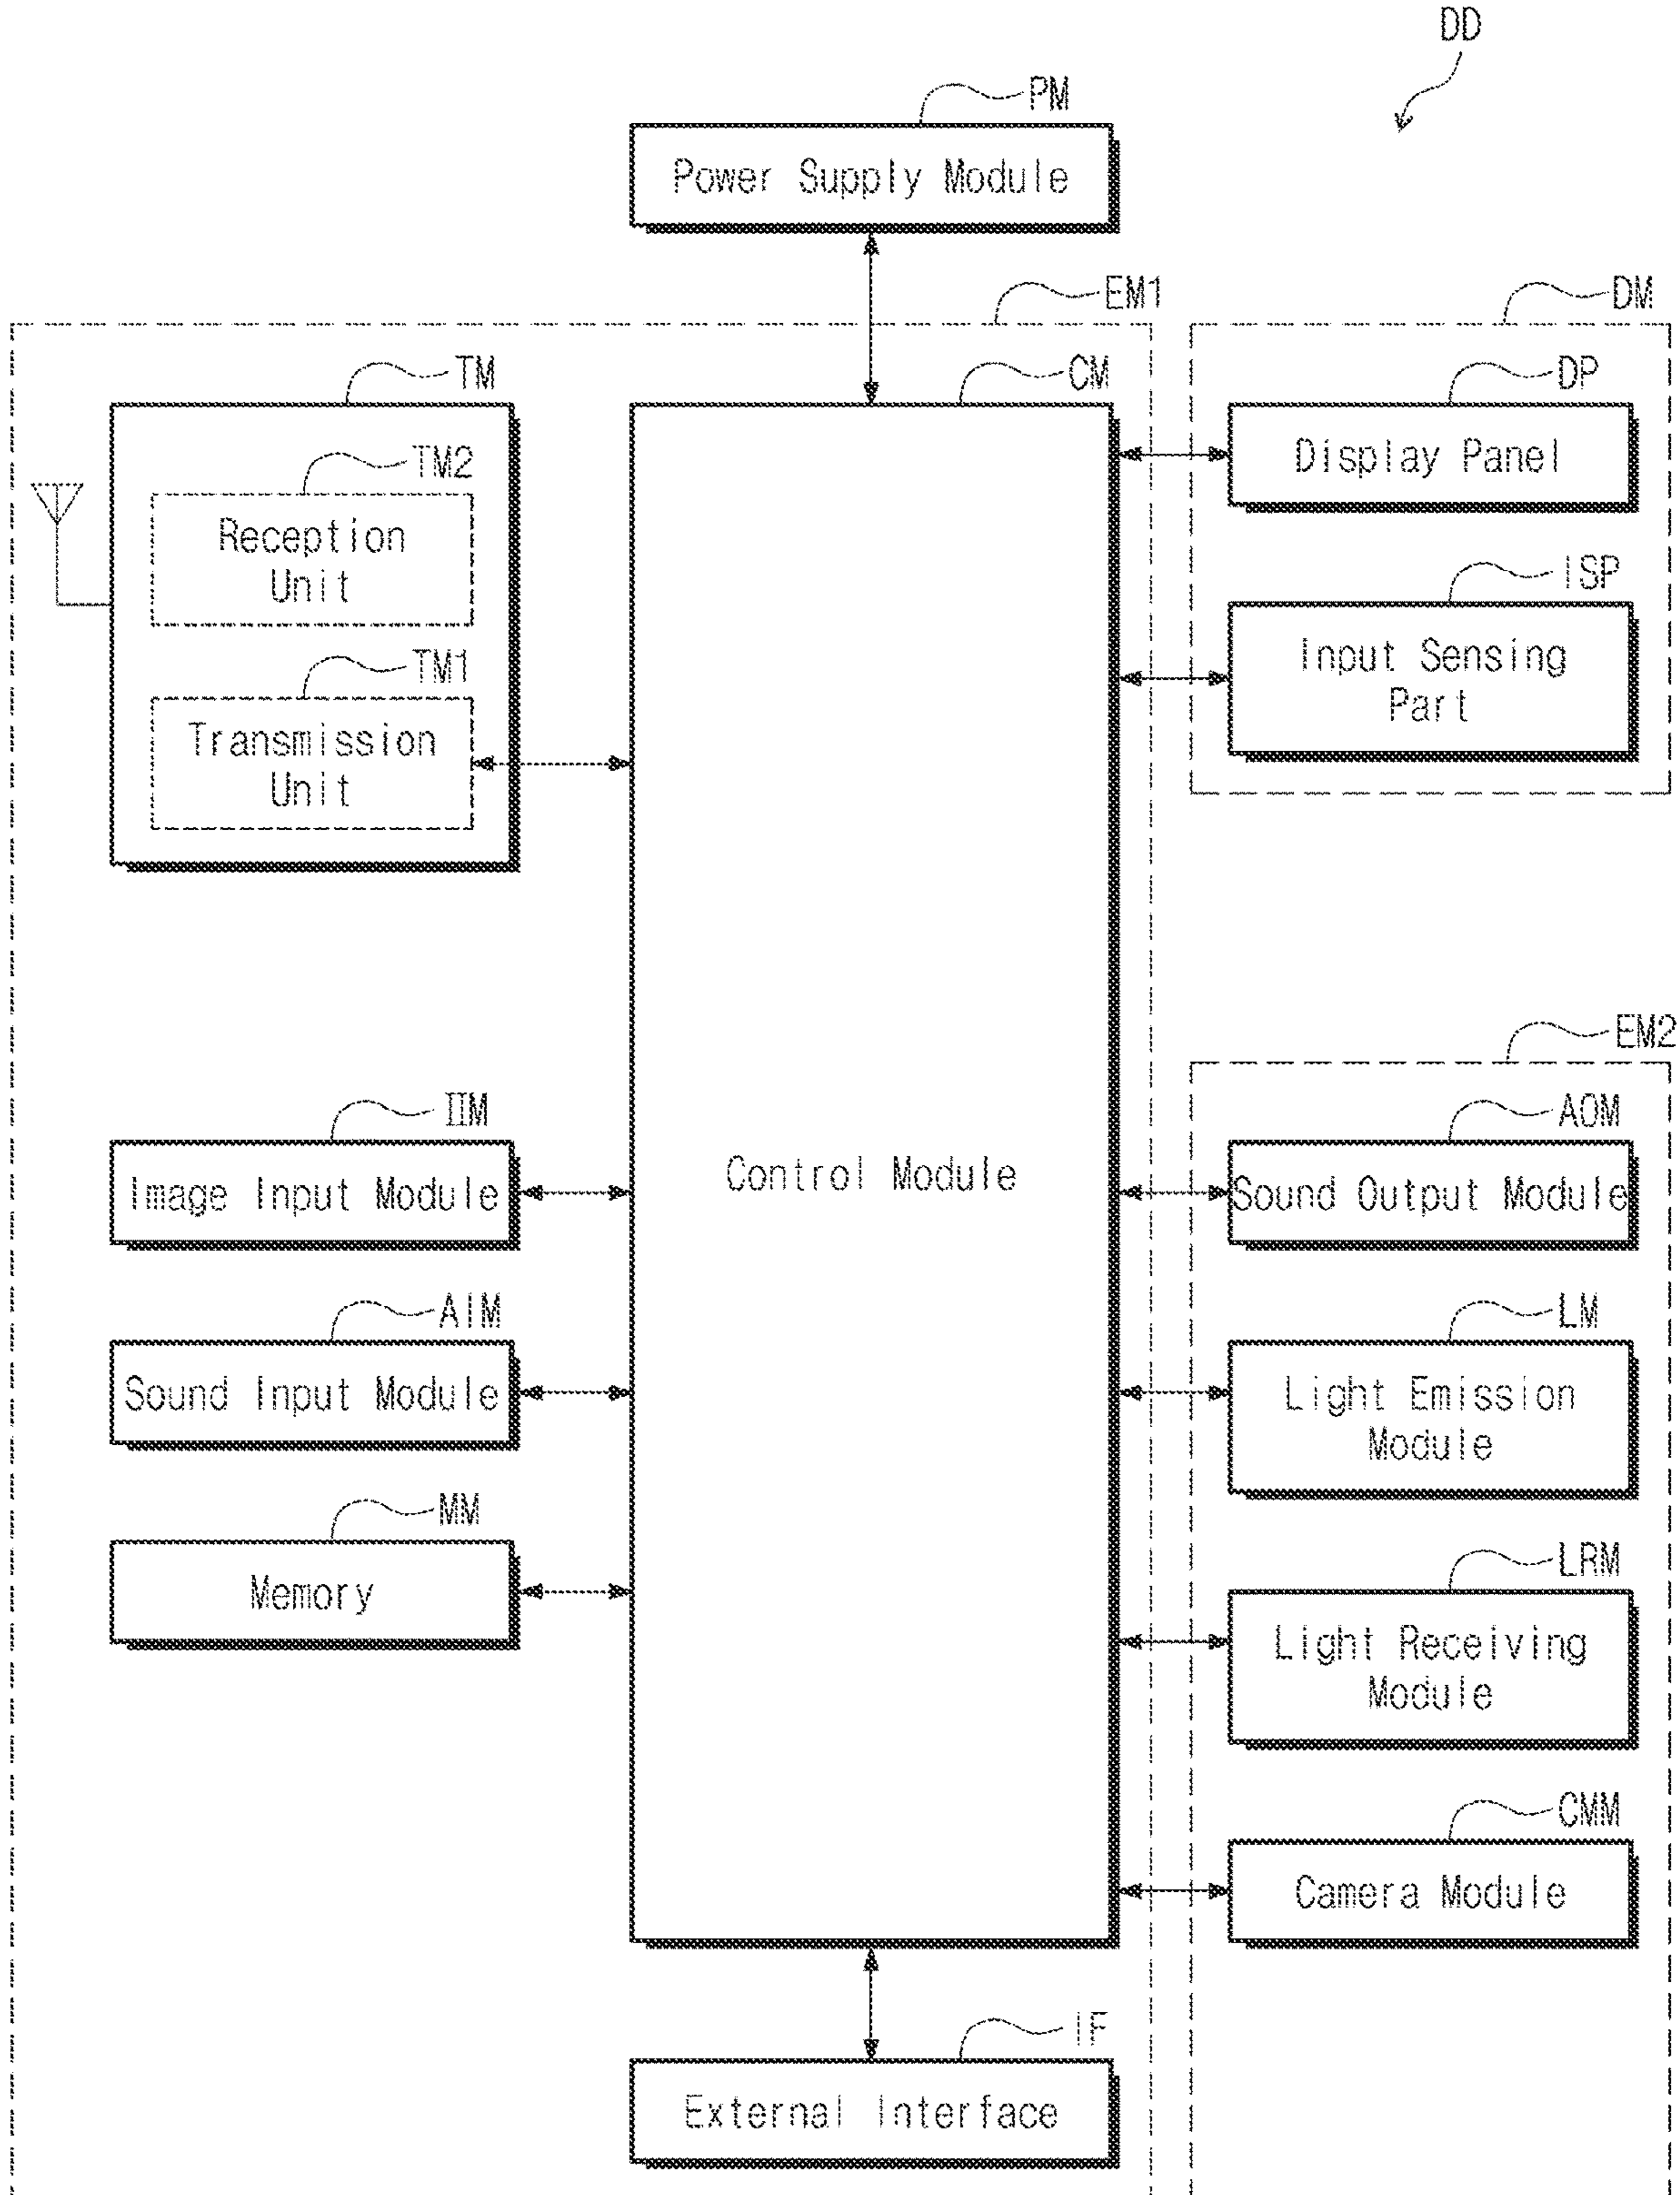 DD
PM
Power Supply Module
EM1
DM
TM
CM
DP
TM2
Display Panel
Reception
Unit
ISP
TM1
Input Sensing
Part
Transmission
Unit
EM2
IIM
AOM
Image Input Module
Control Module
Sound Output Module
AIM
LM
Sound Input Module
Light Emission
Module
MM
LRM
Memory
Light Receiving
Module
CMM
Camera Module
IF
External Interface